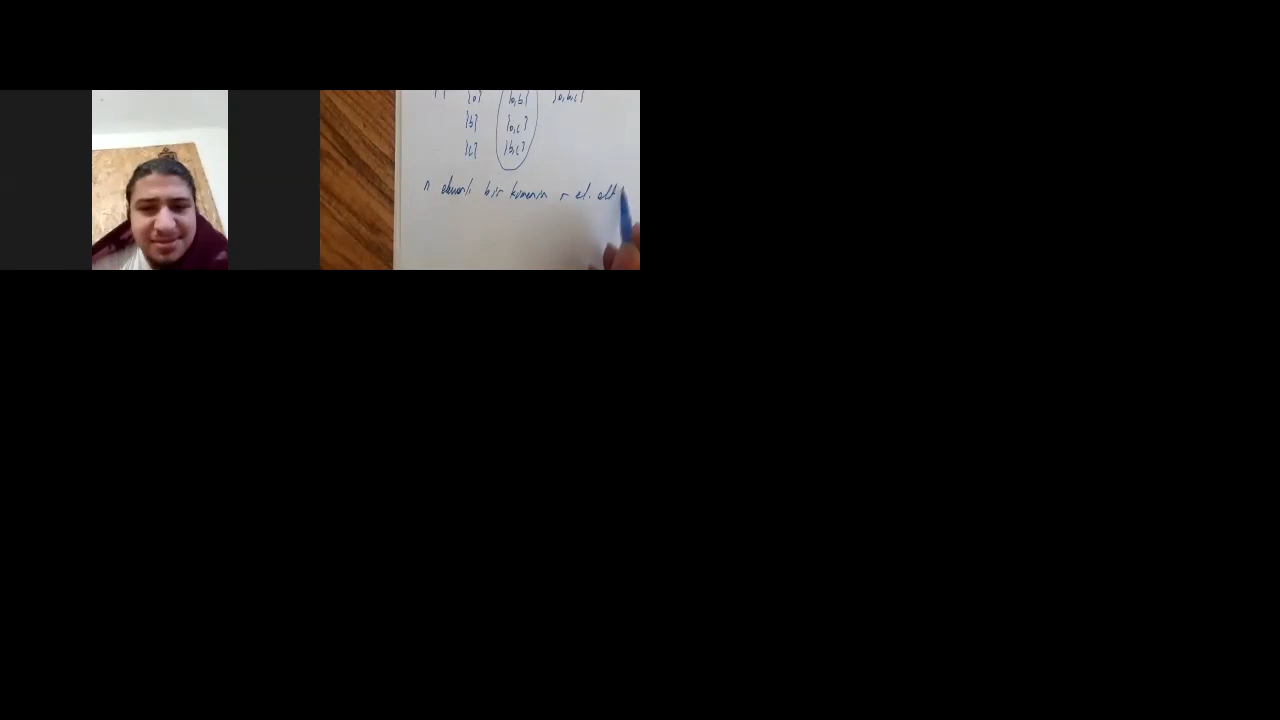 { } {a} {a,b} {a,b,c}
{b} {a,c}
{c} {b,c}
n elemanlı bir kümenin r el. alt